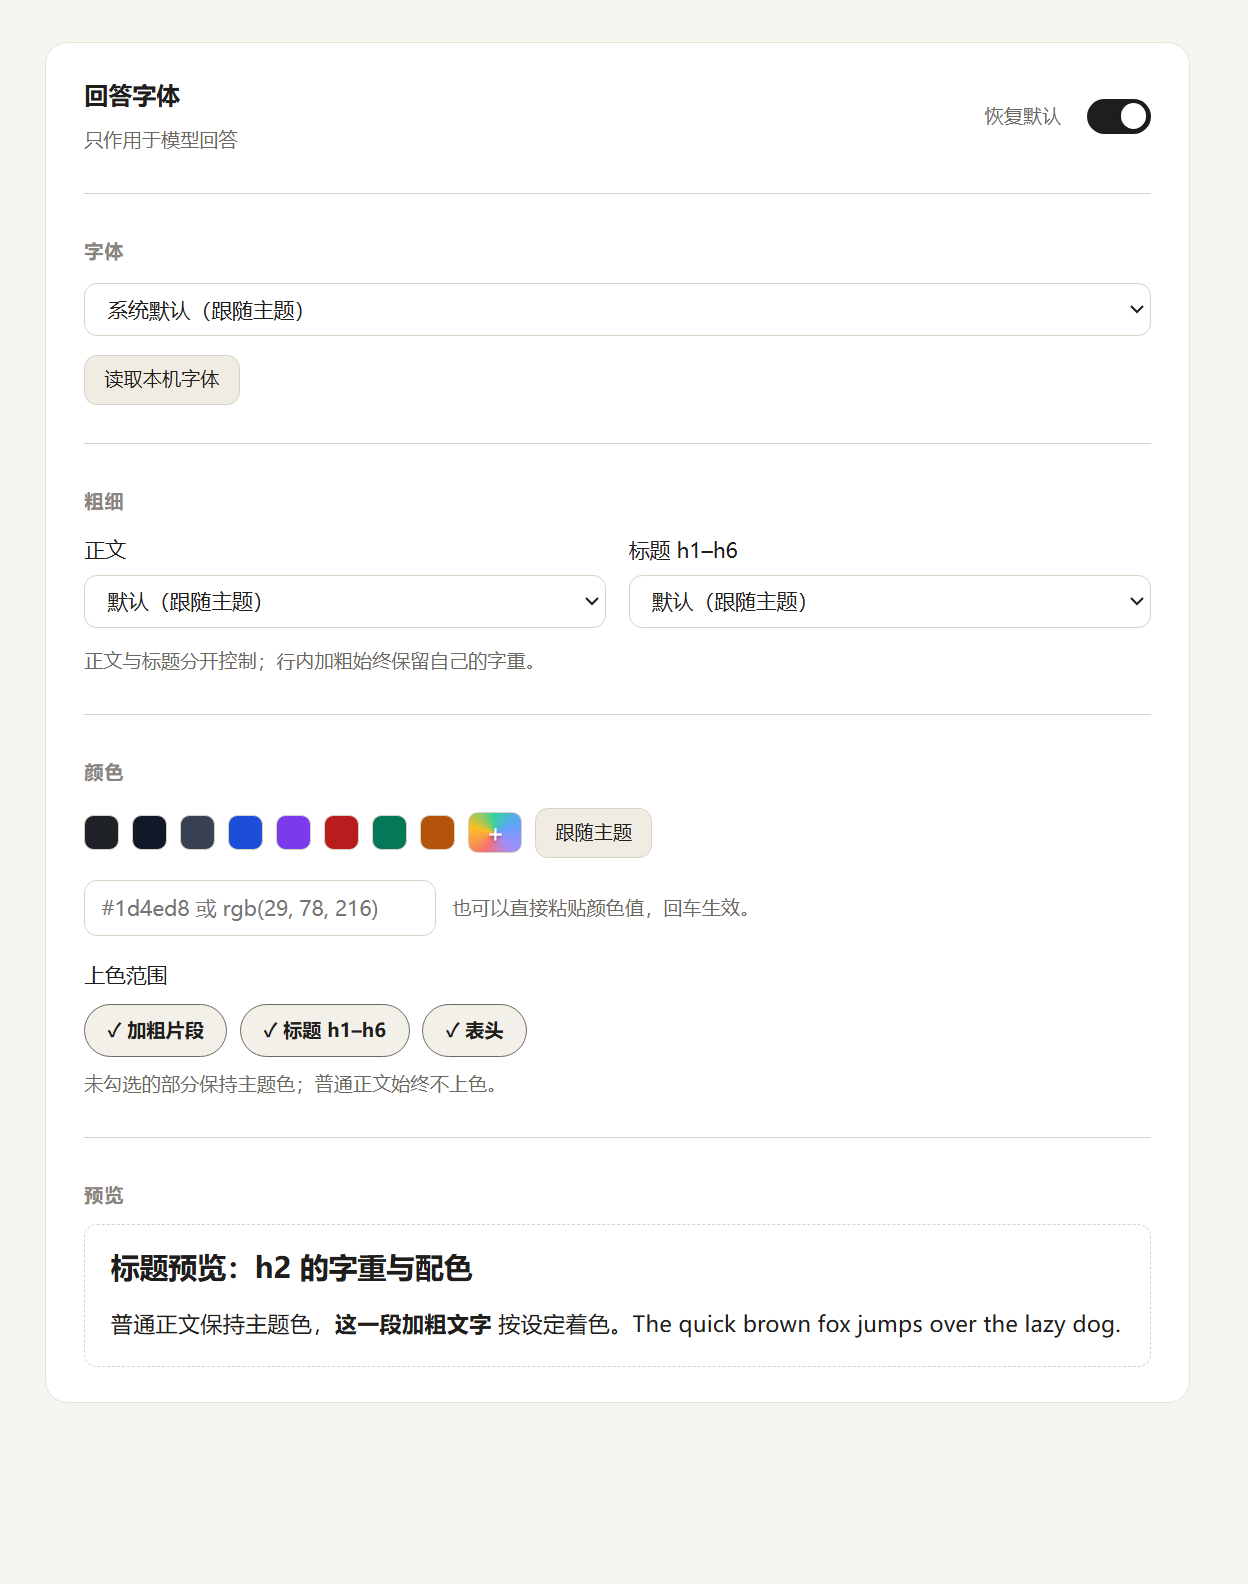 回答字体
只作用于模型回答
恢复默认
字体
系统默认（跟随主题）
读取本机字体
粗细
正文
标题 h1–h6
默认（跟随主题）
默认（跟随主题）
正文与标题分开控制；行内加粗始终保留自己的字重。
颜色
+
跟随主题
#1d4ed8 或 rgb(29, 78, 216)
也可以直接粘贴颜色值，回车生效。
上色范围
✓ 加粗片段
✓ 标题 h1–h6
✓ 表头
未勾选的部分保持主题色；普通正文始终不上色。
预览
标题预览：h2 的字重与配色
普通正文保持主题色，这一段加粗文字 按设定着色。The quick brown fox jumps over the lazy dog.